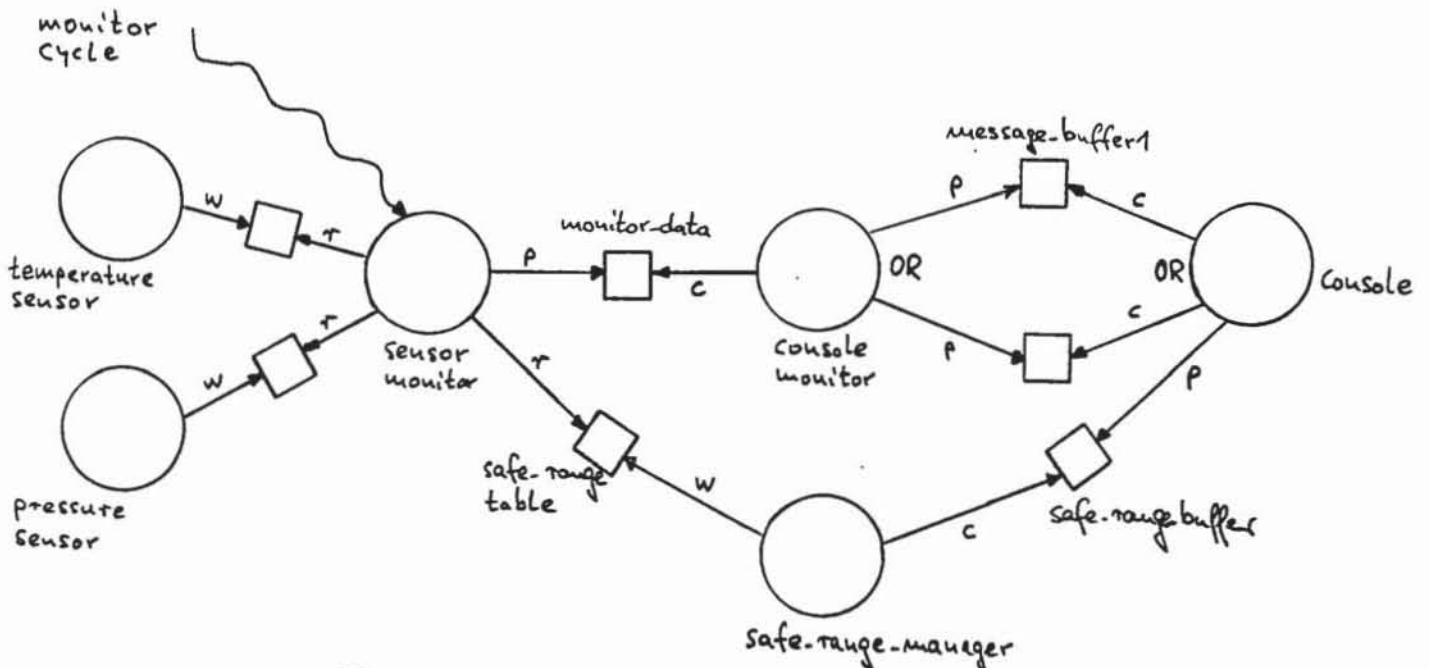 monitor
cycle
message-buffer1
w
r
p
monitor-data
c
p
OR
c
OR
console
temperature
sensor
r
w
sensor
monitor
r
console
monitor
p
c
p
pressure
sensor
safe-range
table
w
c
safe-range-buffer
safe-range-manager